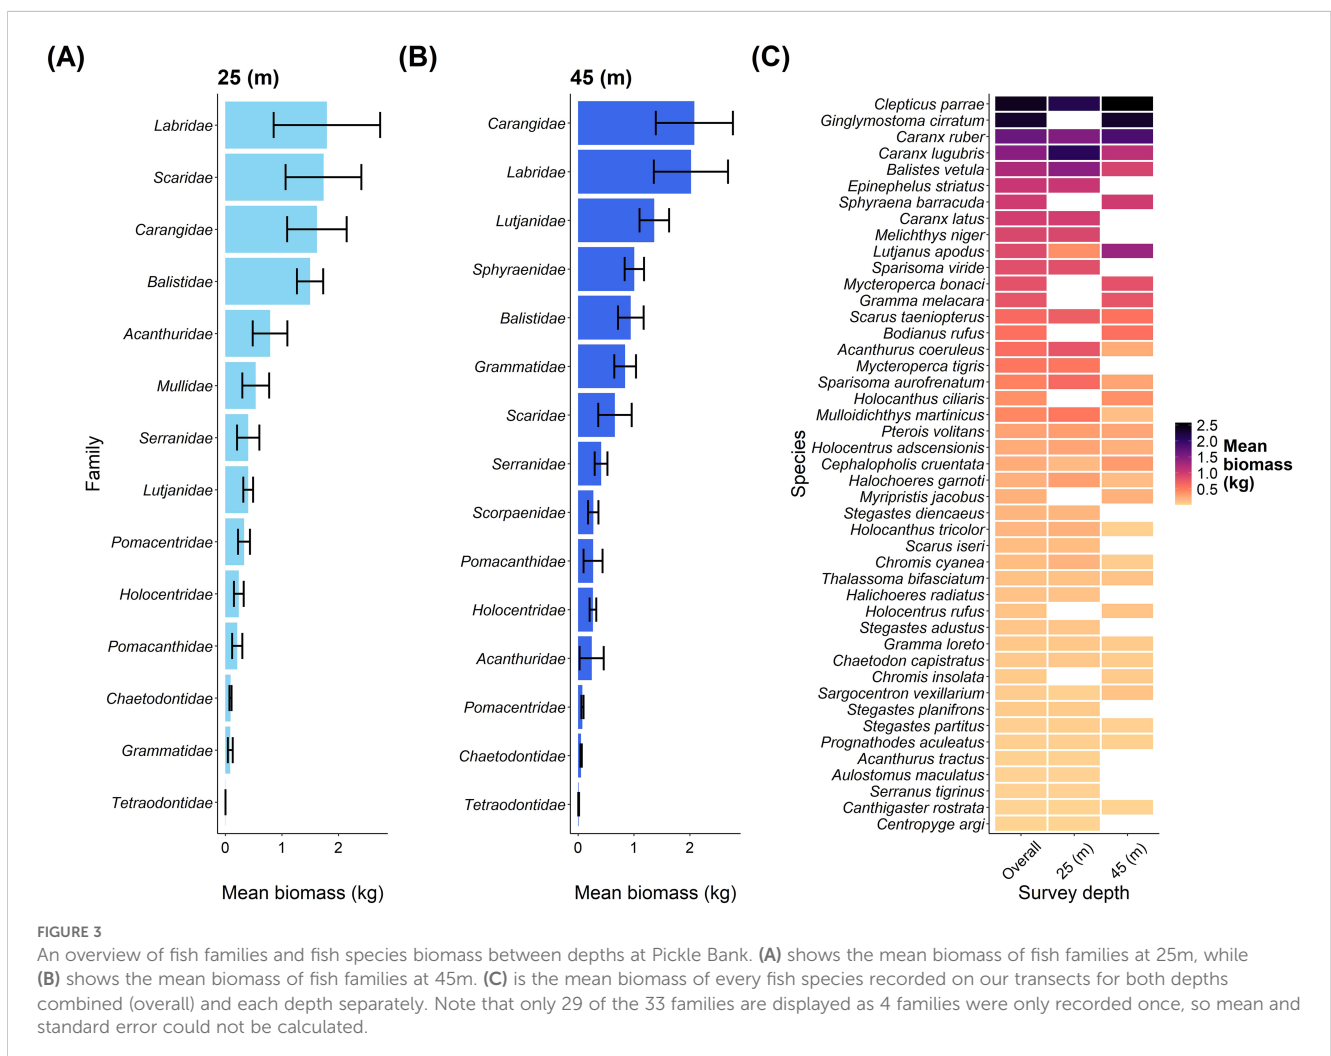 (A)
25 (m)
Labridae
Scaridae
Carangidae
Balistidae
Acanthuridae
Mullidae
Serranidae
Lutjanidae
Pomacentridae
Holocentridae
Pomacanthidae
Chaetodontidae
Grammatidae
Tetraodontidae
Family
0 1 2
Mean biomass (kg)
(B)
45 (m)
Carangidae
Labridae
Lutjanidae
Sphyraenidae
Balistidae
Grammatidae
Scaridae
Serranidae
Scorpaenidae
Pomacanthidae
Holocentridae
Acanthuridae
Pomacentridae
Chaetodontidae
Tetraodontidae
0 1 2
Mean biomass (kg)
(C)
Clepticus parrae
Ginglymostoma cirratum
Caranx ruber
Caranx lugubris
Balistes vetula
Epinephelus striatus
Sphyraena barracuda
Caranx latus
Melichthys niger
Lutjanus apodus
Sparisoma viride
Mycteroperca bonaci
Gramma melacara
Scarus taeniopterus
Bodianus rufus
Acanthurus coeruleus
Mycteroperca tigris
Sparisoma aurofrenatum
Holocanthus ciliaris
Mulloidichthys martinicus
Pterois volitans
Holocentrus adscensionis
Cephalopholis cruentata
Halochoeres garnoti
Myripristis jacobus
Stegastes diencaeus
Holocanthus tricolor
Scarus iseri
Chromis cyanea
Thalassoma bifasciatum
Halichoeres radiatus
Holocentrus rufus
Stegastes adustus
Gramma loreto
Chaetodon capistratus
Chromis insolata
Sargocentron vexillarium
Stegastes planifrons
Stegastes partitus
Prognathodes aculeatus
Acanthurus tractus
Aulostomus maculatus
Serranus tigrinus
Canthigaster rostrata
Centropyge argi
Species
Overall
25 (m)
45 (m)
Survey depth
2.5
2.0
1.5
1.0
0.5
Mean
biomass
(kg)
FIGURE 3
An overview of fish families and fish species biomass between depths at Pickle Bank. (A) shows the mean biomass of fish families at 25m, while
(B) shows the mean biomass of fish families at 45m. (C) is the mean biomass of every fish species recorded on our transects for both depths
combined (overall) and each depth separately. Note that only 29 of the 33 families are displayed as 4 families were only recorded once, so mean and
standard error could not be calculated.